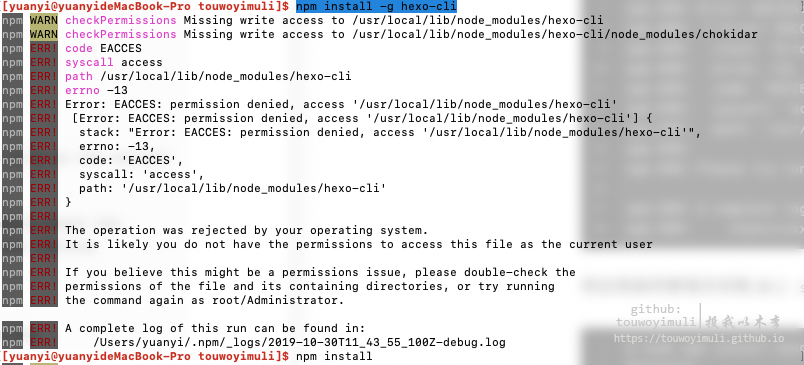 [yuanyi@yuanyideMacBook-Pro touwoyimuli]$ npm install -g hexo-cli
npm WARN checkPermissions Missing write access to /usr/local/lib/node_modules/hexo-cli
npm WARN checkPermissions Missing write access to /usr/local/lib/node_modules/hexo-cli/node_modules/chokidar
npm ERR! code EACCES
npm ERR! syscall access
npm ERR! path /usr/local/lib/node_modules/hexo-cli
npm ERR! errno -13
npm ERR! Error: EACCES: permission denied, access '/usr/local/lib/node_modules/hexo-cli'
npm ERR!  [Error: EACCES: permission denied, access '/usr/local/lib/node_modules/hexo-cli'] {
npm ERR!   stack: "Error: EACCES: permission denied, access '/usr/local/lib/node_modules/hexo-cli'",
npm ERR!   errno: -13,
npm ERR!   code: 'EACCES',
npm ERR!   syscall: 'access',
npm ERR!   path: '/usr/local/lib/node_modules/hexo-cli'
npm ERR! }
npm ERR!
npm ERR! The operation was rejected by your operating system.
npm ERR! It is likely you do not have the permissions to access this file as the current user
npm ERR!
npm ERR! If you believe this might be a permissions issue, please double-check the
npm ERR! permissions of the file and its containing directories, or try running
npm ERR! the command again as root/Administrator.
npm ERR!
npm ERR! A complete log of this run can be found in:
npm ERR!     /Users/yuanyi/.npm/_logs/2019-10-30T11_43_55_100Z-debug.log
[yuanyi@yuanyideMacBook-Pro touwoyimuli]$ npm install
github:
touwoyimuli
投我以木李
https://touwoyimuli.github.io